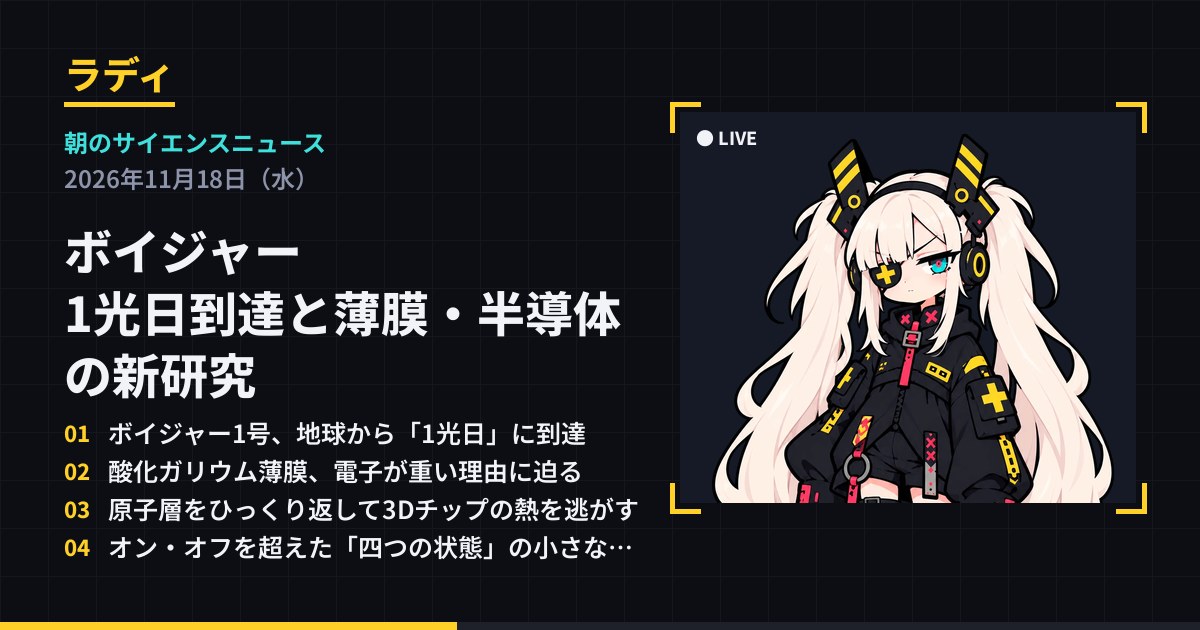 ラディ
朝のサイエンスニュース
2026年11月18日（水）
ボイジャー
1光日到達と薄膜・半導体
の新研究
01 ボイジャー1号、地球から「1光日」に到達
02 酸化ガリウム薄膜、電子が重い理由に迫る
03 原子層をひっくり返して3Dチップの熱を逃がす
04 オン・オフを超えた「四つの状態」の小さな…
LIVE